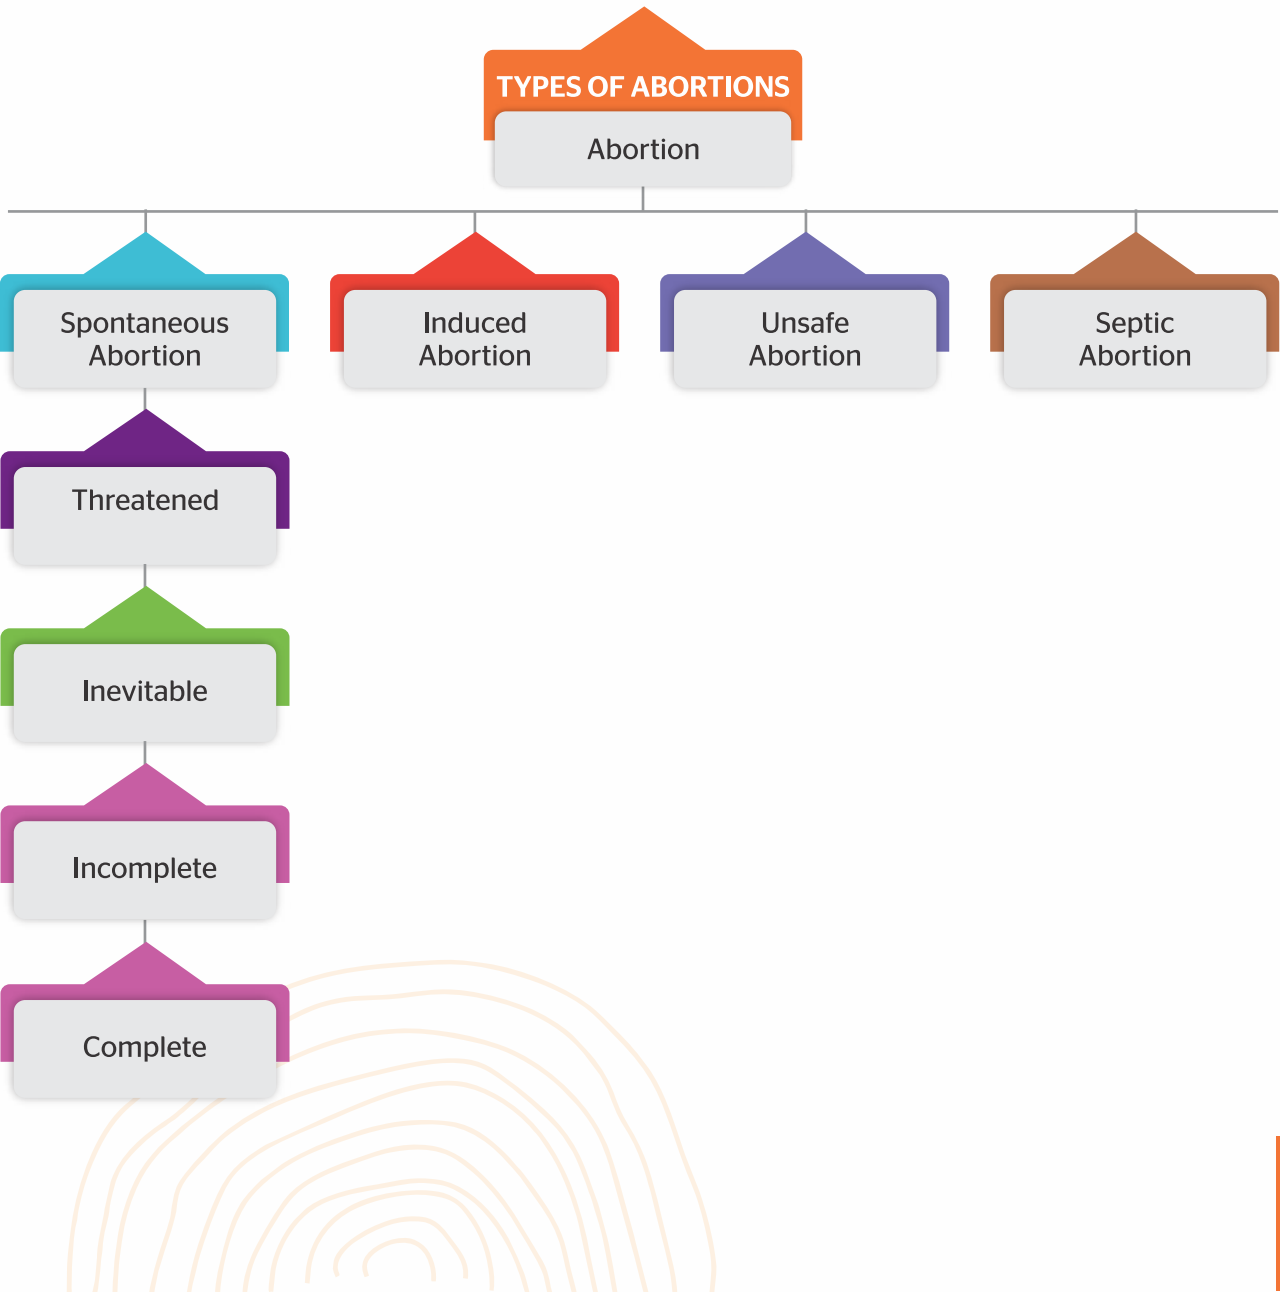 TYPES OF ABORTIONS
Abortion
Spontaneous
Abortion
Induced
Abortion
Unsafe
Abortion
Septic
Abortion
Threatened
Inevitable
Incomplete
Complete